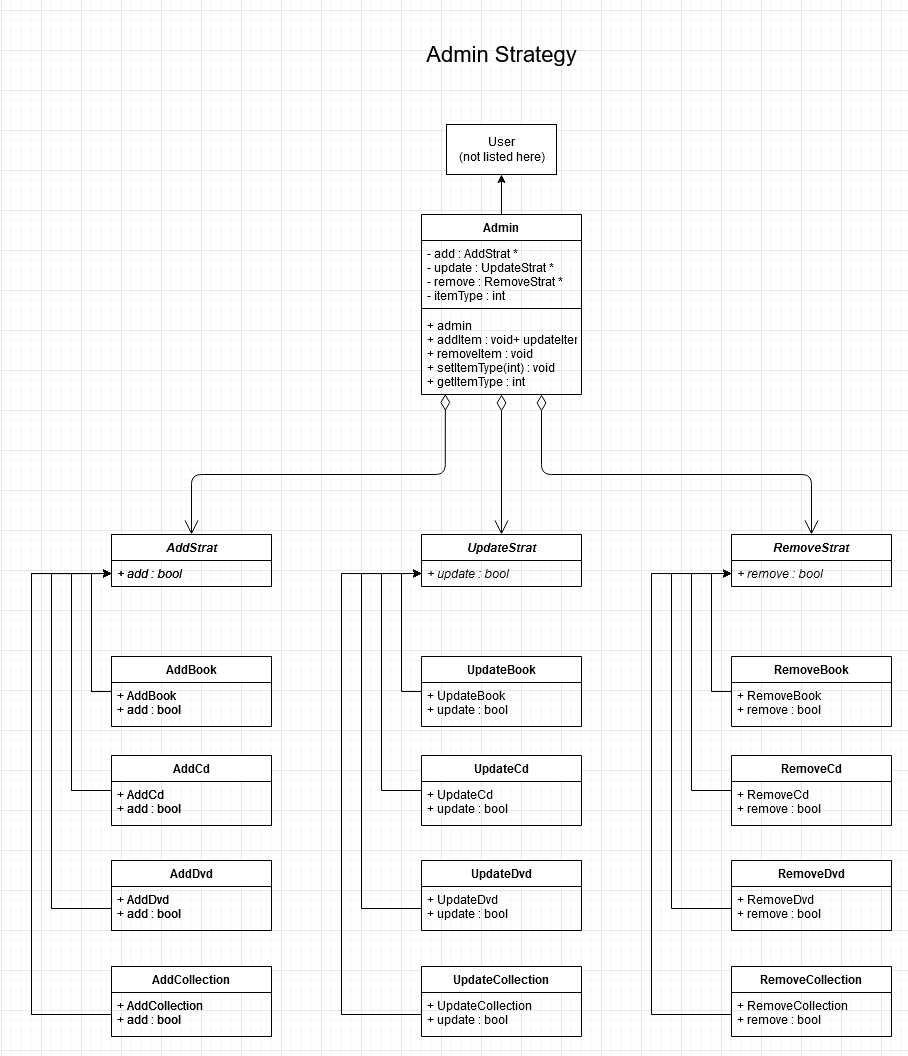 Admin Strategy
User
(not listed here)
Admin
- add : AddStrat *
- update : UpdateStrat *
- remove : RemoveStrat *
- itemType : int
+ admin
+ addItem : void+ updateIter
+ removeItem : void
+ setItemType(int) : void
+ getItemType : int
AddStrat
+ add : bool
UpdateStrat
+ update : bool
RemoveStrat
+ remove : bool
AddBook
+ AddBook
+ add : bool
UpdateBook
+ UpdateBook
+ update : bool
RemoveBook
+ RemoveBook
+ remove : bool
AddCd
+ AddCd
+ add : bool
UpdateCd
+ UpdateCd
+ update : bool
RemoveCd
+ RemoveCd
+ remove : bool
AddDvd
+ AddDvd
+ add : bool
UpdateDvd
+ UpdateDvd
+ update : bool
RemoveDvd
+ RemoveDvd
+ remove : bool
AddCollection
+ AddCollection
+ add : bool
UpdateCollection
+ UpdateCollection
+ update : bool
RemoveCollection
+ RemoveCollection
+ remove : bool